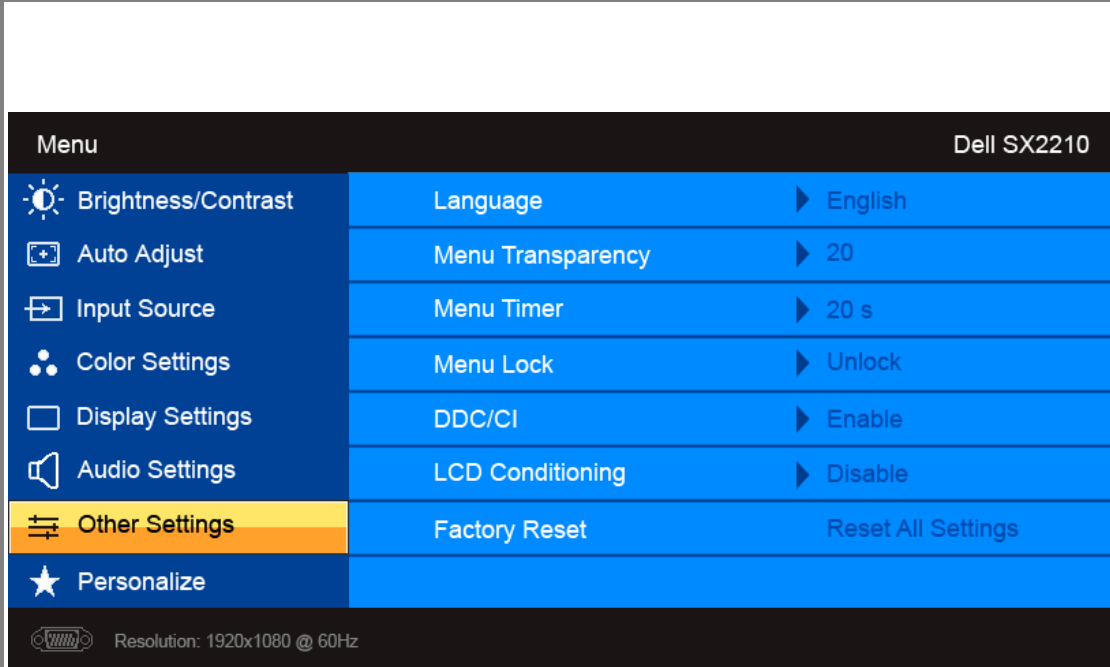 Menu Dell SX2210
Brightness/Contrast Language English
Auto Adjust Menu Transparency 20
Input Source Menu Timer 20 s
Color Settings Menu Lock Unlock
Display Settings DDC/CI Enable
Audio Settings LCD Conditioning Disable
Other Settings Factory Reset Reset All Settings
Personalize
Resolution: 1920x1080 @ 60Hz